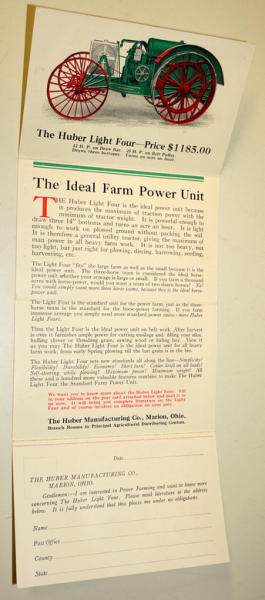 The Huber Light Four—Price $1185.00
12 H. P. on Draw Bar. 25 H. P. on Belt Pulley.
Draws three bottoms. Turns an acre an hour.
The Ideal Farm Power Unit
THE Huber Light Four is the ideal power unit because
it produces the maximum of traction power with the
minimum of tractor weight. It is powerful enough to
draw three 14" bottoms and turns an acre an hour. It is light
enough to work on plowed ground without packing the soil.
It is therefore a general utility tractor, giving the maximum of
man power in all heavy farm work. It is not too heavy, not
too light, but just right for plowing, discing, harrowing, seeding,
harvesting, etc.
The Huber Light Four "fits" the large farm as well as the small because it is the
ideal power unit. The three-horse team is considered the ideal horse-
power unit whether your acreage is large or small. If you farm a thousand
acres with horse-power, would you want a team of two dozen horses? No!
You would simply want more three horse teams, because this is the ideal horse-
power unit.
The Huber Light Four is the standard unit for the power farm, just as the three-
horse team is the standard for the horse-power farming. If you farm
immense acreage you simply need more standard power units—more Huber
Light Fours.
Then the Light Four is the ideal power unit on belt work. After harvest
is over it furnishes ample power for cutting ensilage and filling your silos,
hulling clover or threshing grain, sawing wood or baling hay. View it
as you may The Huber Light Four is the ideal power unit for all heavy
farm work, from early Spring plowing till the last grain is in the bin.
The Huber Light Four sets new standards all along the line—Simplicity!
Flexibility! Durability! Economy! Short turn! Center draft on all loads!
Self-steering while plowing! Maximum power! Minimum weight! All
these and a hundred more valuable features combine to make The Huber
Light Four the Standard Farm Power Unit.
We want you to know more about the Huber Light Four. Fill
in your address on the post card attached below and mail it to
us now. It will bring you complete literature on the Light
Four and of course involves no obligation on your part.
The Huber Manufacturing Co., Marion, Ohio.
Branch Houses in Principal Agricultural Distributing Centers.
Date
THE HUBER MANUFACTURING CO.,
MARION, OHIO.
Gentlemen:—I am interested in Power Farming and want to know more
concerning The Huber Light Four. Please mail literature to the address
below. It is fully understood that this places me under no obligations.
Name
Post Office
County
State